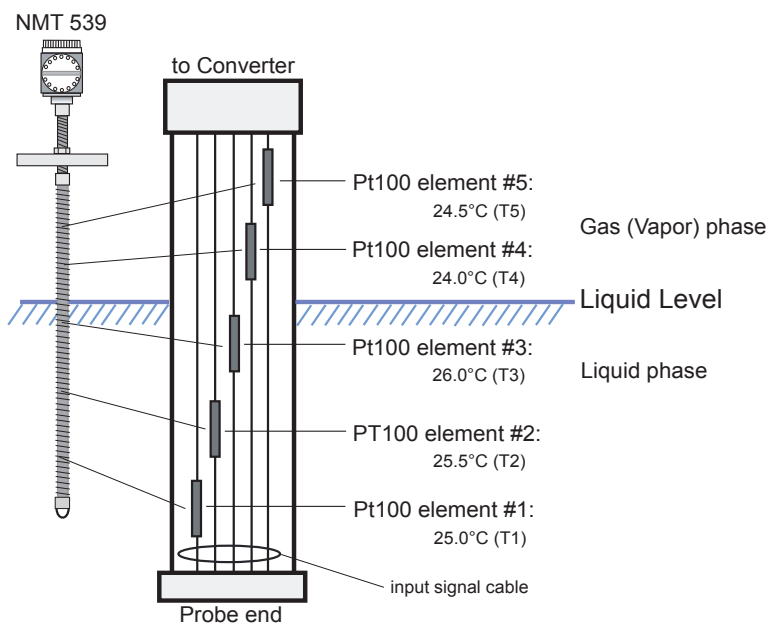 NMT 539
to Converter
Pt100 element #5:
24.5°C (T5)
Gas (Vapor) phase
Pt100 element #4:
24.0°C (T4)
Liquid Level
Pt100 element #3:
26.0°C (T3)
Liquid phase
PT100 element #2:
25.5°C (T2)
Pt100 element #1:
25.0°C (T1)
input signal cable
Probe end